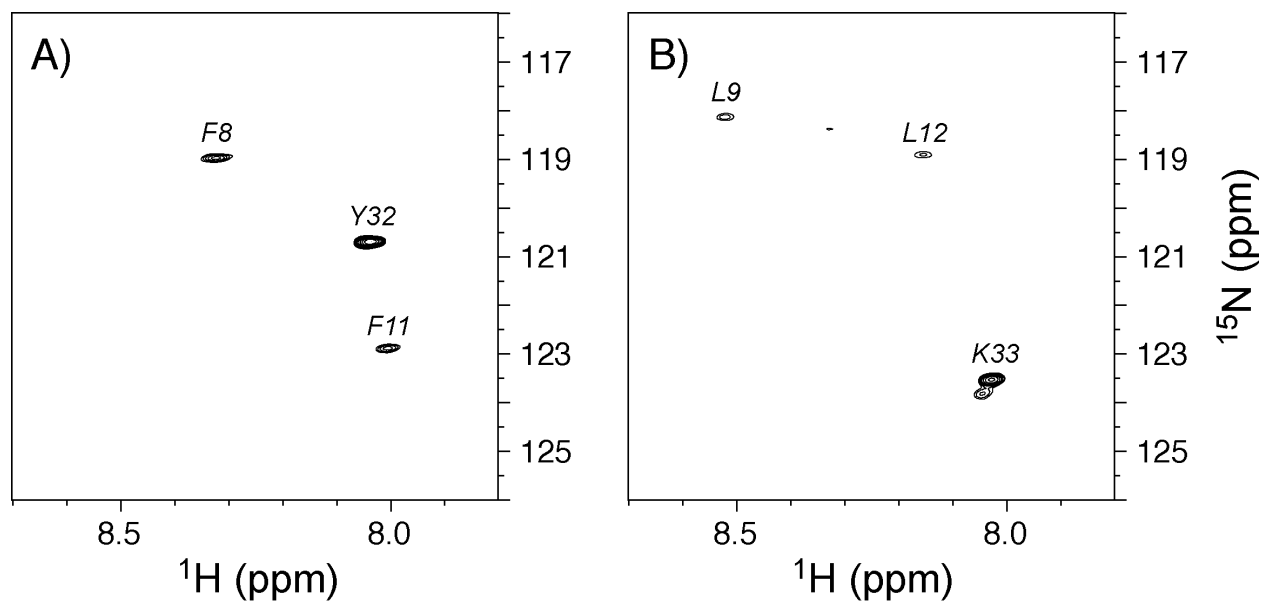 A)
F8
Y32
F11
117
119
121
123
125
8.5 8.0
¹H (ppm)
B)
L9
L12
K33
117
119
121
123
125
¹⁵N (ppm)
8.5 8.0
¹H (ppm)